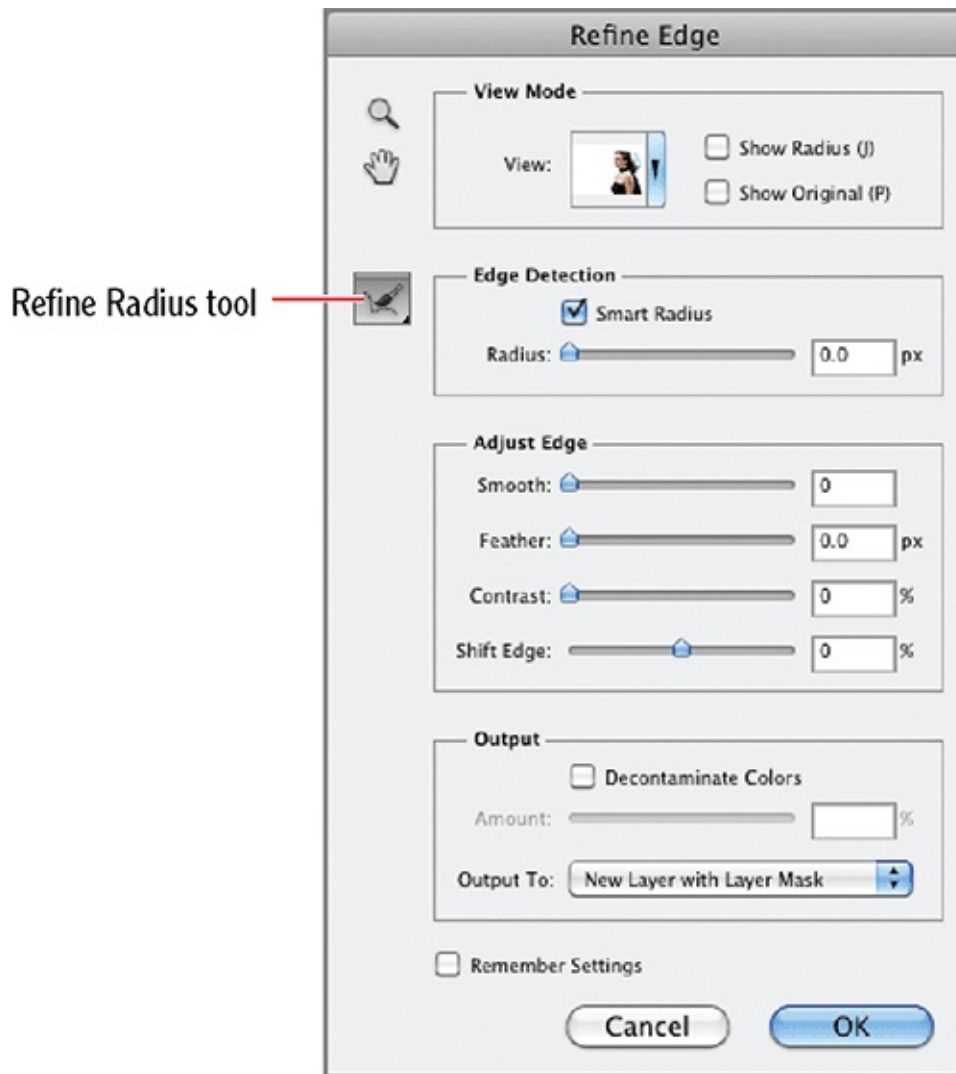 Refine Edge
View Mode
View:
Show Radius (J)
Show Original (P)
Refine Radius tool
Edge Detection
Smart Radius
Radius: 0.0 px
Adjust Edge
Smooth: 0
Feather: 0.0 px
Contrast: 0 %
Shift Edge: 0 %
Output
Decontaminate Colors
Amount: %
Output To: New Layer with Layer Mask
Remember Settings
Cancel OK